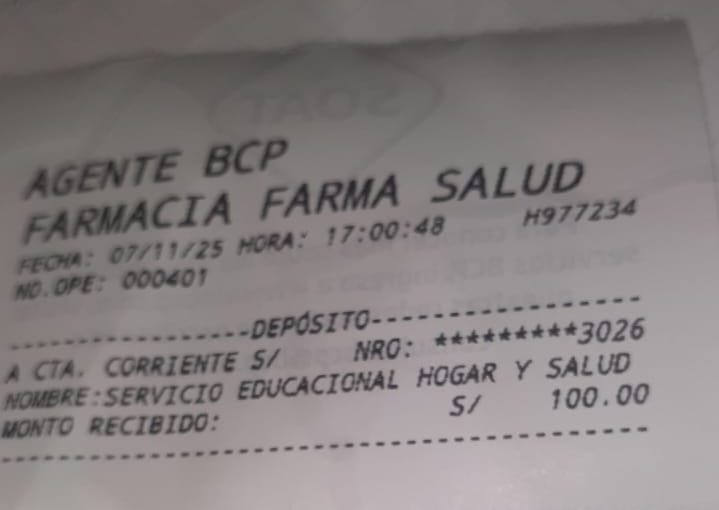 AGENTE BCP
FARMACIA FARMA SALUD
FECHA: 07/11/25 HORA: 17:00:48 H977234
NO.OPE: 000401
-----------------DEPÓSITO-----------------
A CTA. CORRIENTE S/ NRO: *********3026
NOMBRE:SERVICIO EDUCACIONAL HOGAR Y SALUD
MONTO RECIBIDO: S/ 100.00
------------------------------------------
SOAT